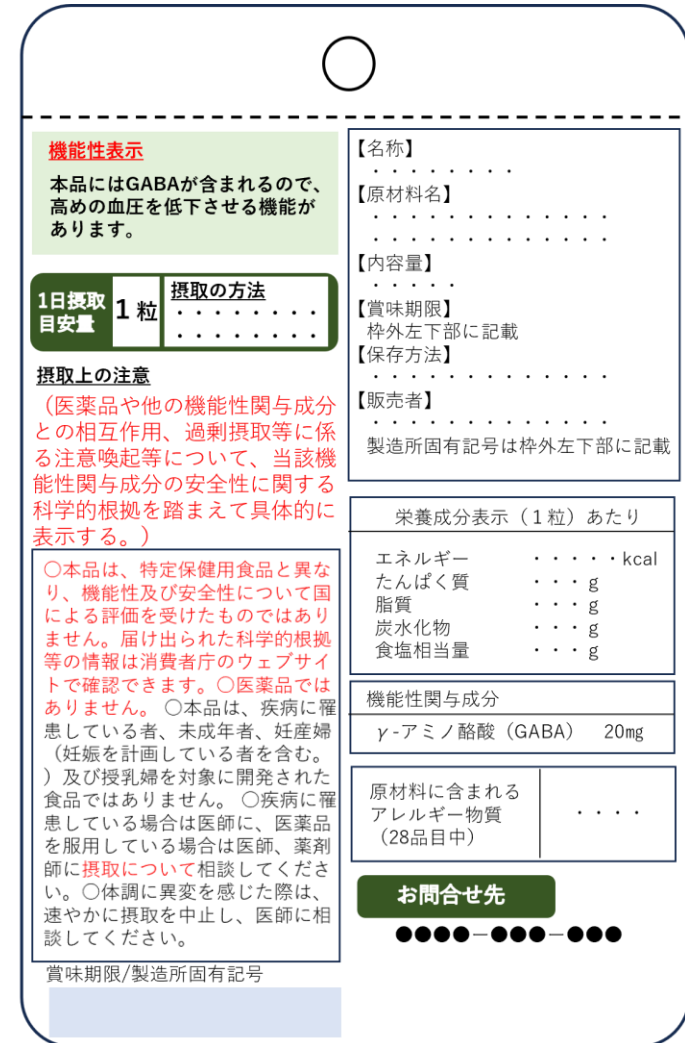 機能性表示
本品にはGABAが含まれるので、
高めの血圧を低下させる機能が
あります。
1日摂取
目安量
1 粒
摂取の方法
・・・・・・・・
・・・・・・・・
摂取上の注意
（医薬品や他の機能性関与成分
との相互作用、過剰摂取等に係
る注意喚起等について、当該機
能性関与成分の安全性に関する
科学的根拠を踏まえて具体的に
表示する。）
○本品は、特定保健用食品と異な
り、機能性及び安全性について国
による評価を受けたものではあり
ません。届け出られた科学的根拠
等の情報は消費者庁のウェブサイ
トで確認できます。○医薬品では
ありません。 ○本品は、疾病に罹
患している者、未成年者、妊産婦
（妊娠を計画している者を含む。
）及び授乳婦を対象に開発された
食品ではありません。 ○疾病に罹
患している場合は医師に、医薬品
を服用している場合は医師、薬剤
師に摂取について相談してくださ
い。○体調に異変を感じた際は、
速やかに摂取を中止し、医師に相
談してください。
賞味期限/製造所固有記号
【名称】
・・・・・・・・
【原材料名】
・・・・・・・・・・・・・
・・・・・・・・・・・・・
【内容量】
・・・・・
【賞味期限】
枠外左下部に記載
【保存方法】
・・・・・・・・・・・・・
【販売者】
・・・・・・・・・・・・・
製造所固有記号は枠外左下部に記載
栄養成分表示（１粒）あたり
エネルギー ・・・・・kcal
たんぱく質 ・・・g
脂質 ・・・g
炭水化物 ・・・g
食塩相当量 ・・・g
機能性関与成分
γ-アミノ酪酸（GABA） 20㎎
原材料に含まれる
アレルギー物質
（28品目中）
・・・・
お問合せ先
●●●●−●●●−●●●